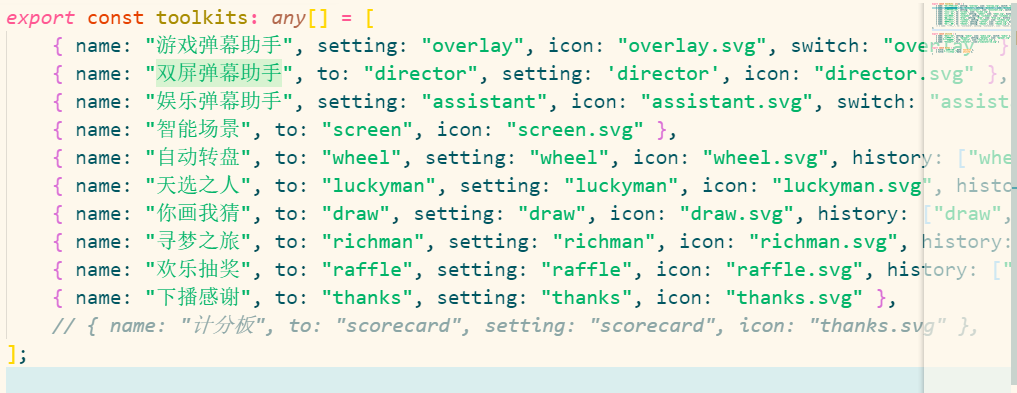 export const toolkits: any[] = [
{ name: "游戏弹幕助手", setting: "overlay", icon: "overlay.svg", switch: "overlay" }
{ name: "双屏弹幕助手", to: "director", setting: 'director', icon: "director.svg" },
{ name: "娱乐弹幕助手", setting: "assistant", icon: "assistant.svg", switch: "assist
{ name: "智能场景", to: "screen", icon: "screen.svg" },
{ name: "自动转盘", to: "wheel", setting: "wheel", icon: "wheel.svg", history: ["whe
{ name: "天选之人", to: "luckyman", setting: "luckyman", icon: "luckyman.svg", histo
{ name: "你画我猜", to: "draw", setting: "draw", icon: "draw.svg", history: ["draw",
{ name: "寻梦之旅", to: "richman", setting: "richman", icon: "richman.svg", history:
{ name: "欢乐抽奖", to: "raffle", setting: "raffle", icon: "raffle.svg", history: ["
{ name: "下播感谢", to: "thanks", setting: "thanks", icon: "thanks.svg" },
// { name: "计分板", to: "scorecard", setting: "scorecard", icon: "thanks.svg" },
];